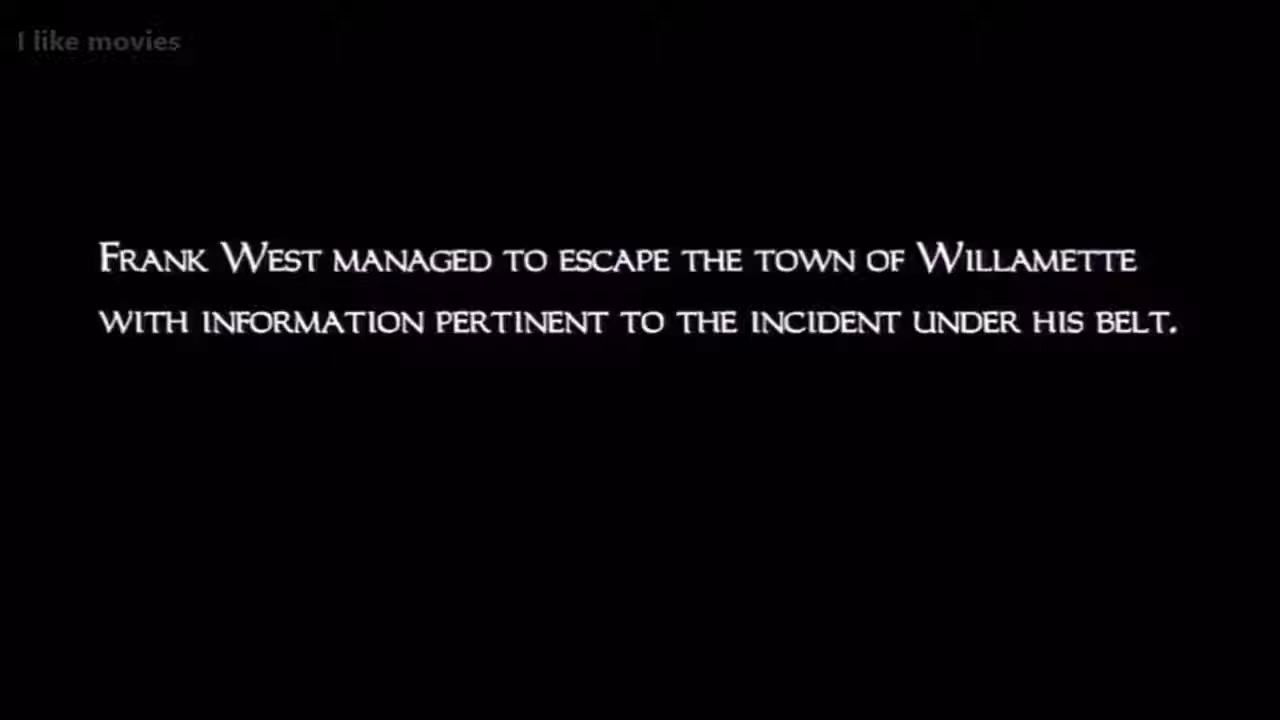 I like movies
Frank West managed to escape the town of Willamette
with information pertinent to the incident under his belt.